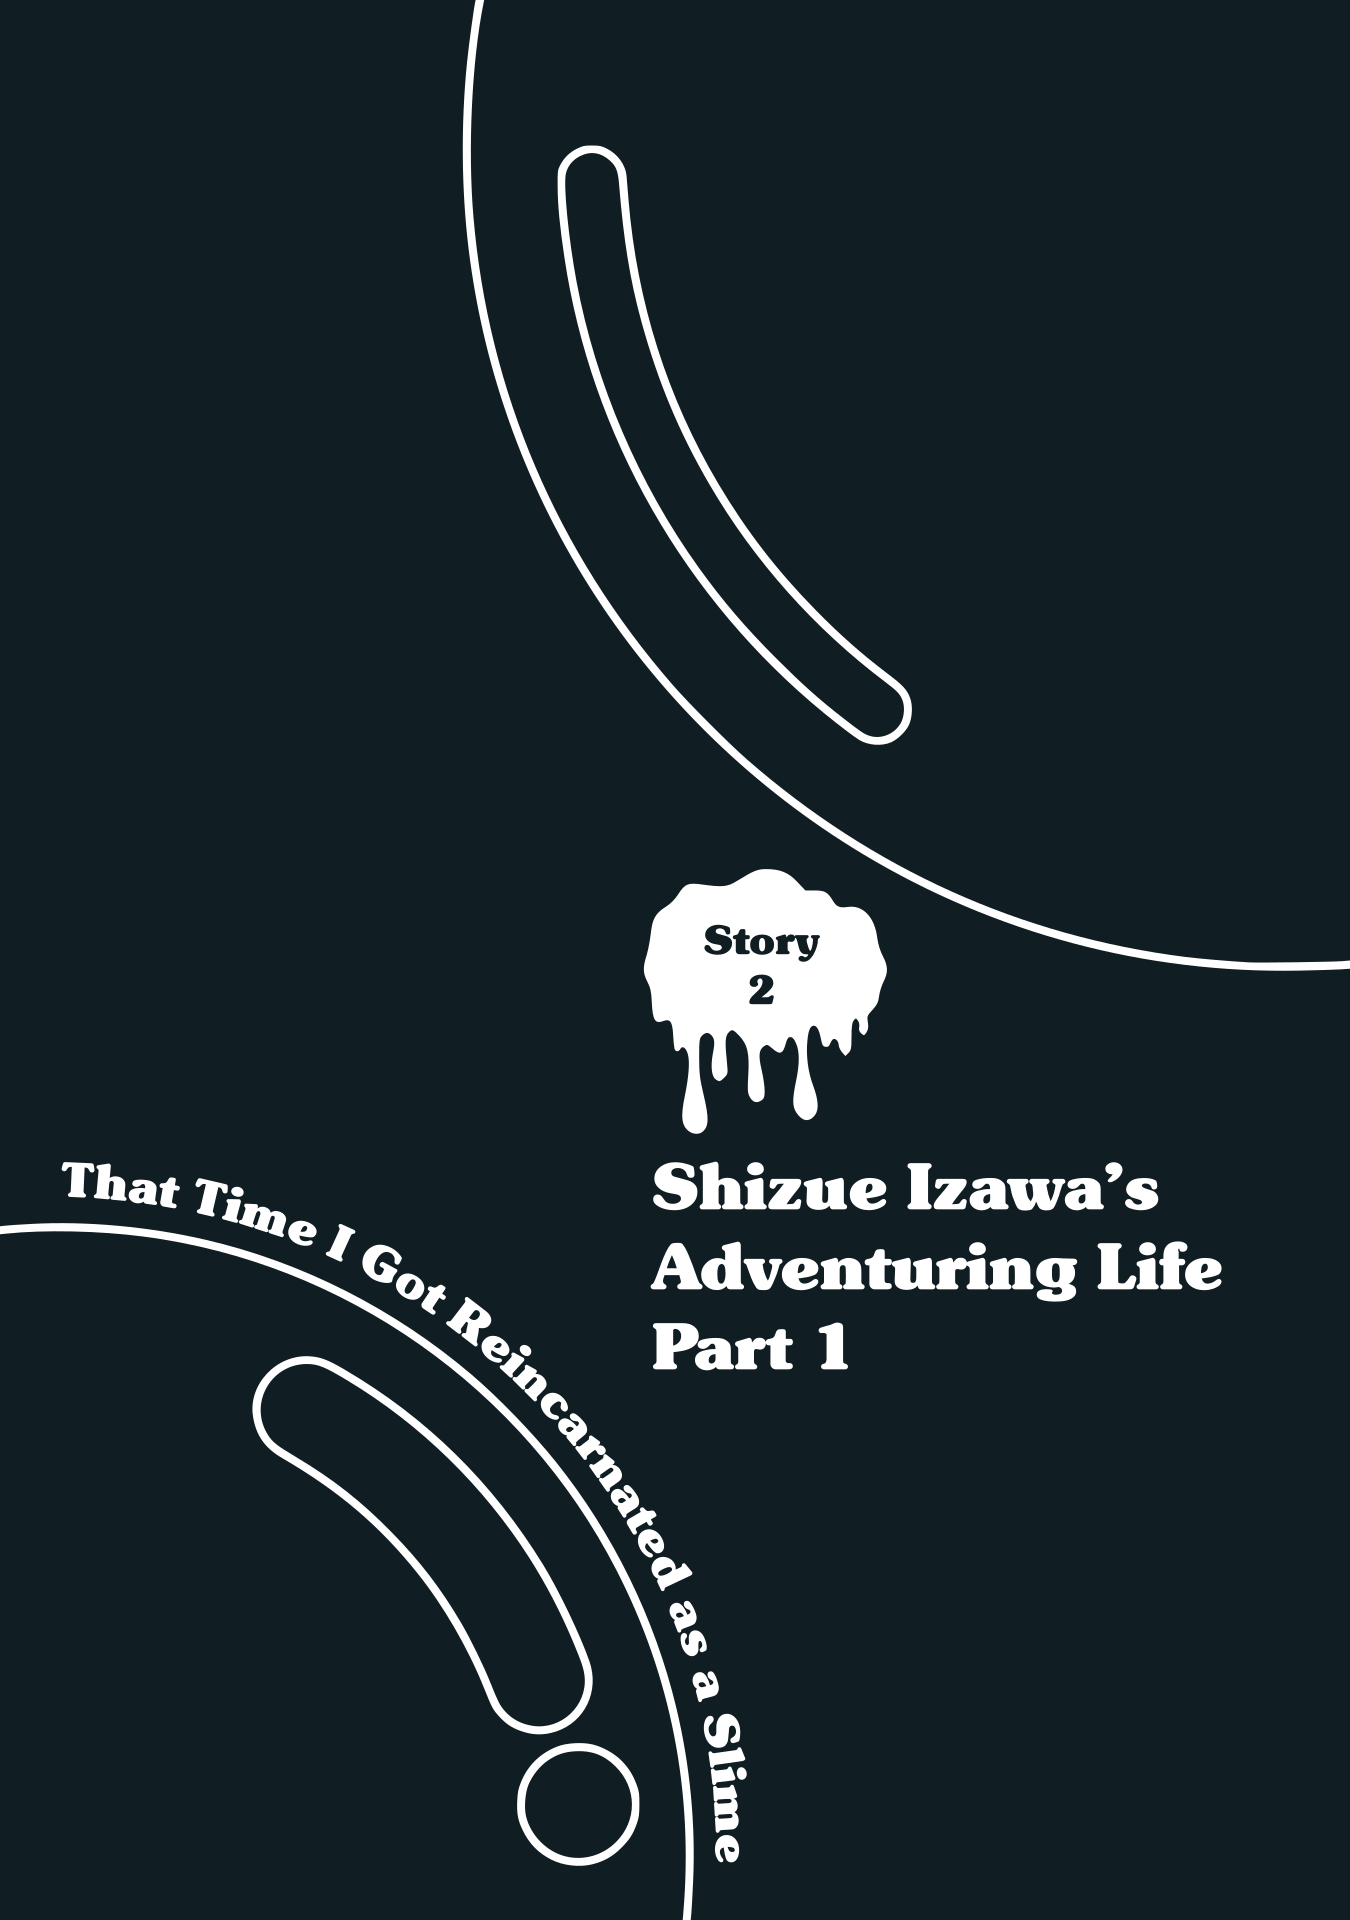 Story
2
Shizue Izawa’s
Adventuring Life
Part 1
That Time I Got Reincarnated as a Slime